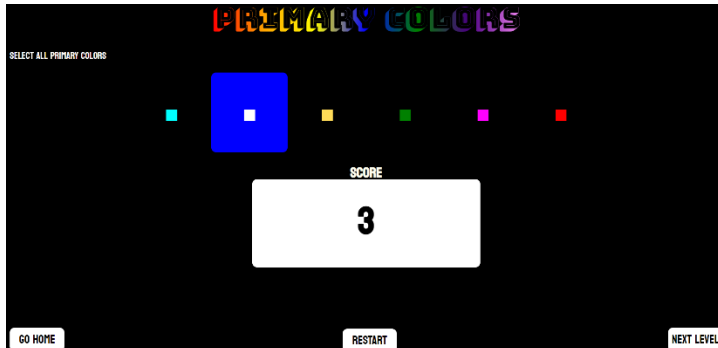 PRIMARY COLORS
SELECT ALL PRIMARY COLORS
SCORE
3
GO HOME
RESTART
NEXT LEVEL